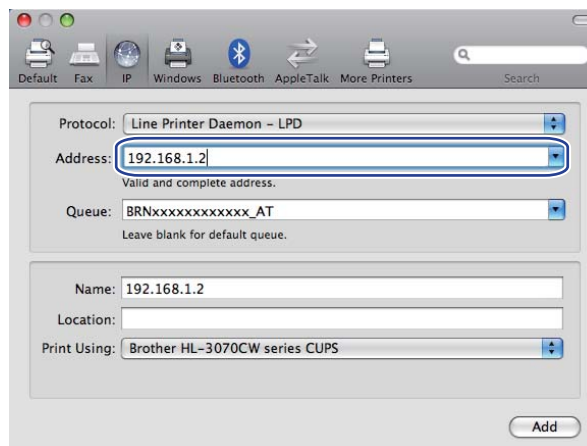 Default Fax IP Windows Bluetooth AppleTalk More Printers Search
Protocol: Line Printer Daemon – LPD
Address: 192.168.1.2
Valid and complete address.
Queue: BRNxxxxxxxxxxxx_AT
Leave blank for default queue.
Name: 192.168.1.2
Location:
Print Using: Brother HL-3070CW series CUPS
Add